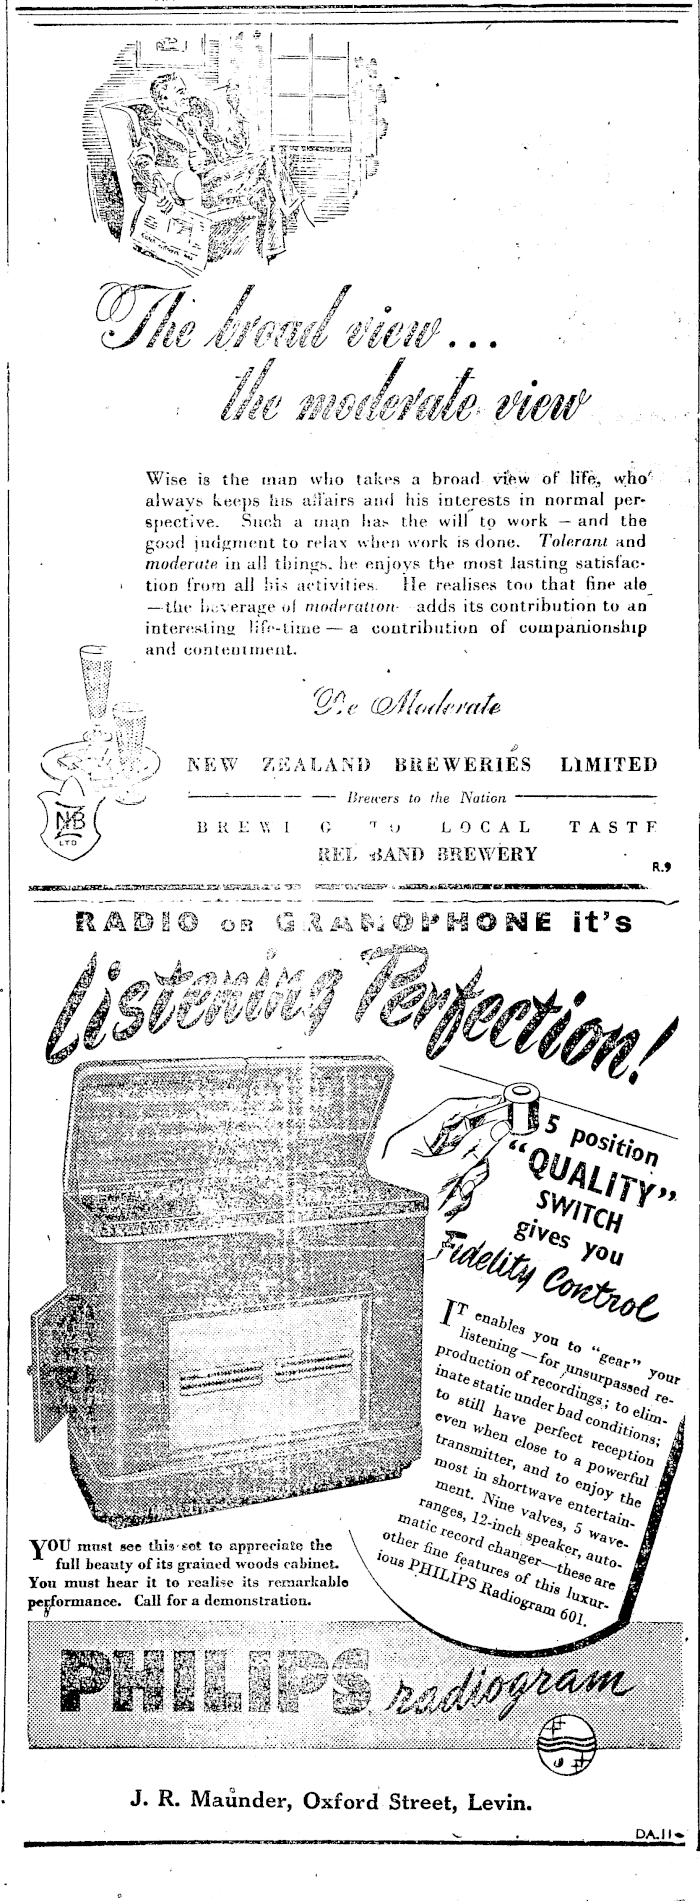 The broad view...
the moderate view
Wise is the man who takes a broad view of life, who
always keeps his affairs and his interests in normal per-
spective. Such a man has the will to work — and the
good judgment to relax when work is done. Tolerant and
moderate in all things, he enjoys the most lasting satisfac-
tion from all his activities. He realises too that fine ale
—the beverage of moderation- adds its contribution to an
interesting life-time — a contribution of companionship
and contentment.
Be Moderate
NEW ZEALAND BREWERIES LIMITED
Brewers to the Nation
BREWING TO LOCAL TASTE
RED BAND BREWERY
NZB
LTD
R.9
RADIO OR GRAMOPHONE it's
Listening Perfection!
5 position
"QUALITY"
SWITCH
gives you
Fidelity Control
IT enables you to "gear" your
listening—for unsurpassed re-
production of recordings; to elim-
inate static under bad conditions;
to still have perfect reception
even when close to a powerful
transmitter, and to enjoy the
most in shortwave entertain-
ment. Nine valves, 5 wave-
ranges, 12-inch speaker, auto-
matic record changer—these are
other fine features of this luxur-
ious PHILIPS Radiogram 601.
YOU must see this set to appreciate the
full beauty of its grained woods cabinet.
You must hear it to realise its remarkable
performance. Call for a demonstration.
PHILIPS radiogram
J. R. Maunder, Oxford Street, Levin.
DA.11